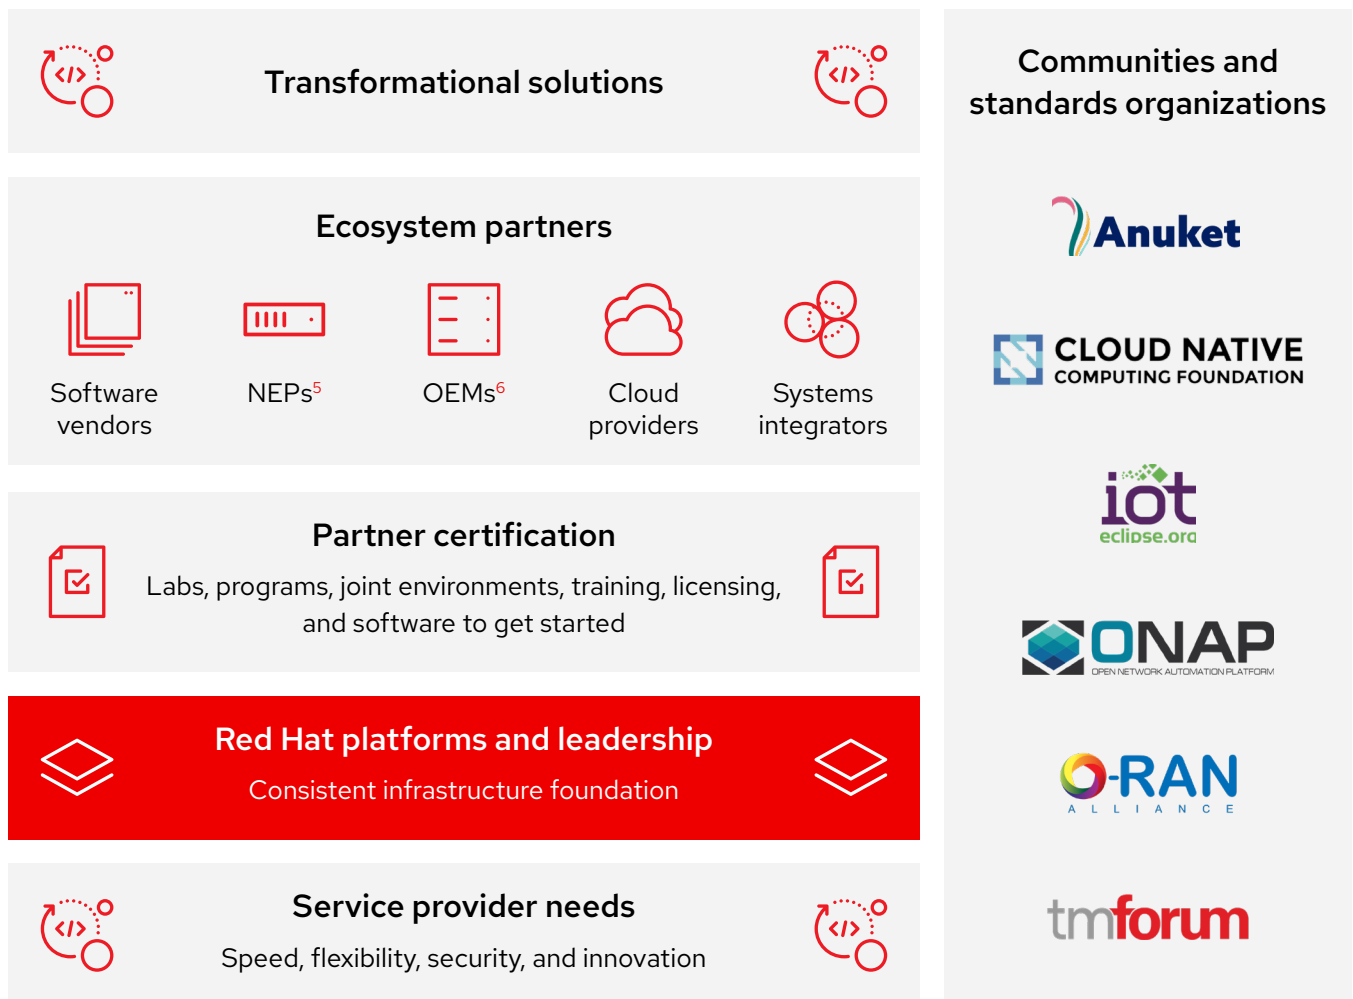 Transformational solutions
Ecosystem partners
Software
vendors
NEPs5
OEMs6
Cloud
providers
Systems
integrators
Partner certification
Labs, programs, joint environments, training, licensing,
and software to get started
Red Hat platforms and leadership
Consistent infrastructure foundation
Service provider needs
Speed, flexibility, security, and innovation
Communities and
standards organizations
Anuket
CLOUD NATIVE
COMPUTING FOUNDATION
iot
eclipse.org
ONAP
OPEN NETWORK AUTOMATION PLATFORM
O-RAN
ALLIANCE
tmforum